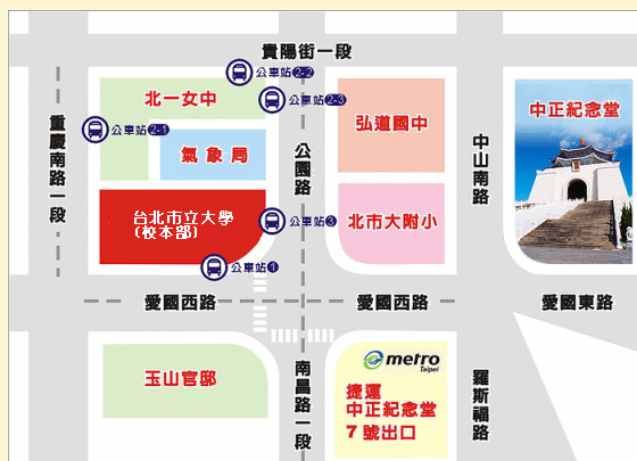 貴陽街一段
公車站2-2
北一女中
公車站2-3
中正紀念堂
重慶南路一段
公車站2-1
弘道國中
中山南路
氣象局
公園路
台北市立大學
(校本部)
公車站3
北市大附小
公車站1
愛國西路
愛國西路
愛國東路
玉山官邸
南昌路一段
metro
Taipei
捷運
中正紀念堂
7號出口
羅斯福路